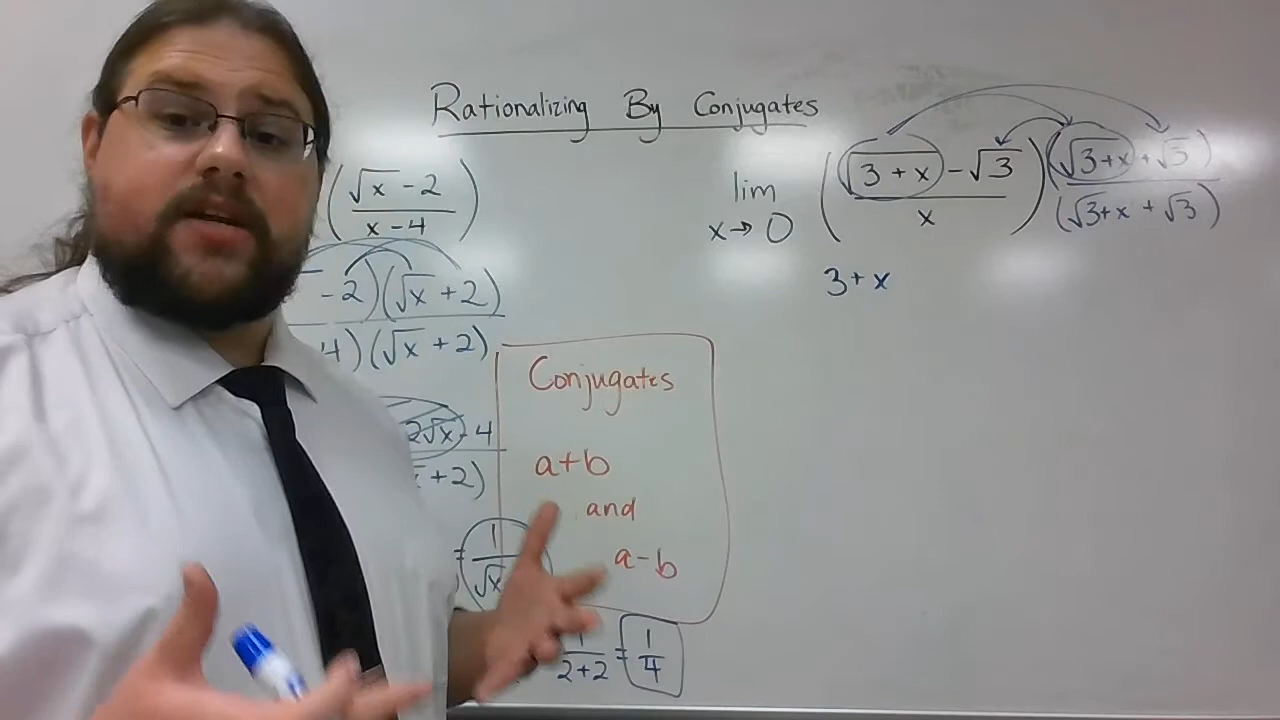 Rationalizing By Conjugates
(√x - 2)/(x - 4)
- 2)(√x + 2)
4)(√x + 2)
2√x - 4
+ 2)
= 1/√x
1/(2+2) = 1/4
Conjugates
a+b
and
a-b
lim x→0 ((√(3+x) - √3)/x) (√(3+x) + √3)/(√(3+x) + √3)
3+x